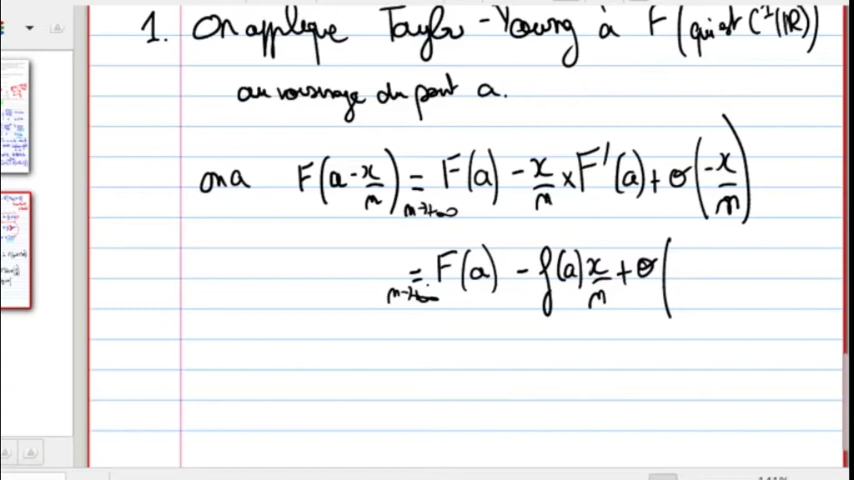 1. On applique Taylor-Young à F (qui est C¹(ℝ))
au voisinage du point a.
on a F(a - x/n) =_{n→+∞} F(a) - x/n × F'(a) + o(-x/n)
=_{n→+∞} F(a) - f(a) x/n + o(